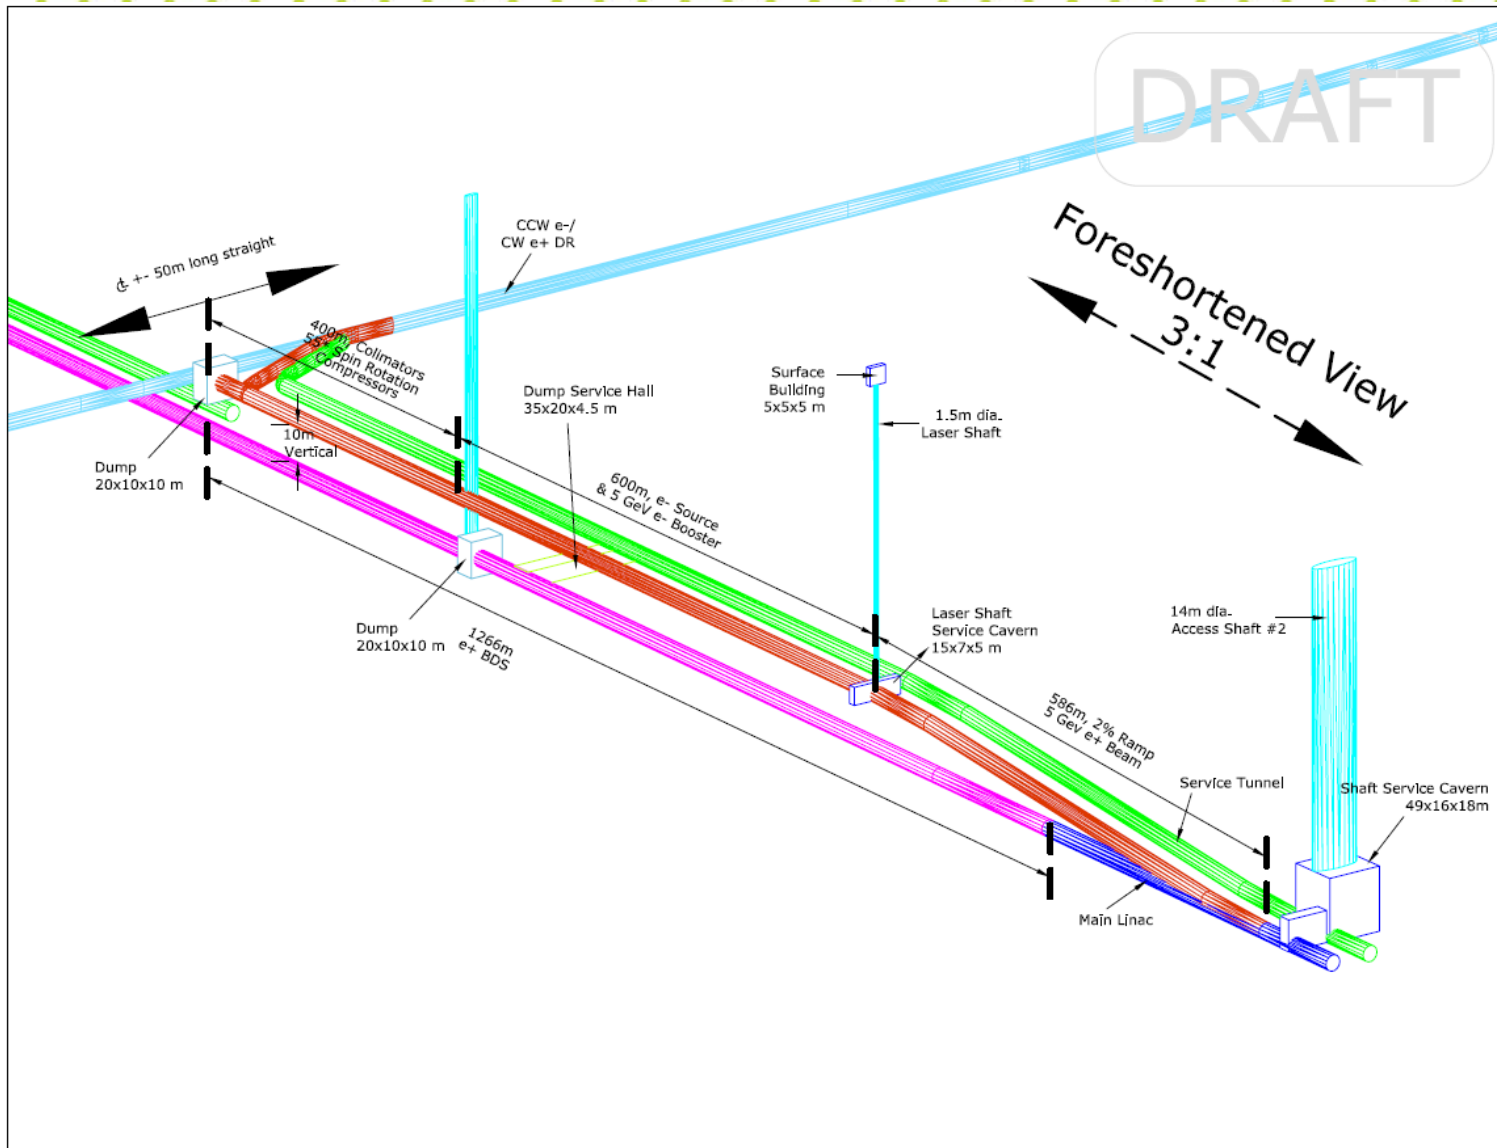 DRAFT
Foreshortened View
3:1
CCW e-/
CW e+ DR
℄ +- 50m long straight
400m, Colimators
Spin Rotation
Compressors
Dump Service Hall
35x20x4.5 m
Surface
Building
5x5x5 m
1.5m dia.
Laser Shaft
10m
Vertical
Dump
20x10x10 m
600m, e- Source
& 5 GeV e- Booster
Dump
20x10x10 m
1266m
e+ BDS
Laser Shaft
Service Cavern
15x7x5 m
14m dia.
Access Shaft #2
586m, 2% Ramp
5 Gev e+ Beam
Service Tunnel
Shaft Service Cavern
49x16x18m
Main Linac